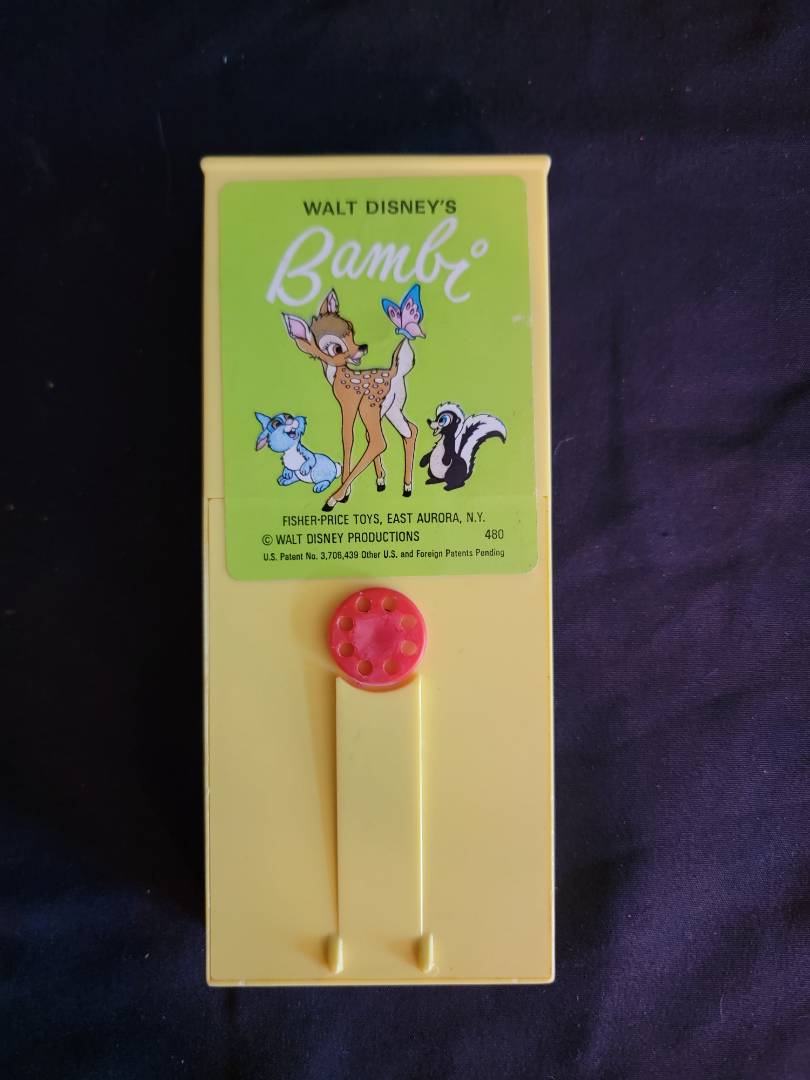 WALT DISNEY'S
Bambi
FISHER-PRICE TOYS, EAST AURORA, N.Y.
© WALT DISNEY PRODUCTIONS 480
U.S. Patent No. 3,706,439 Other U.S. and Foreign Patents Pending